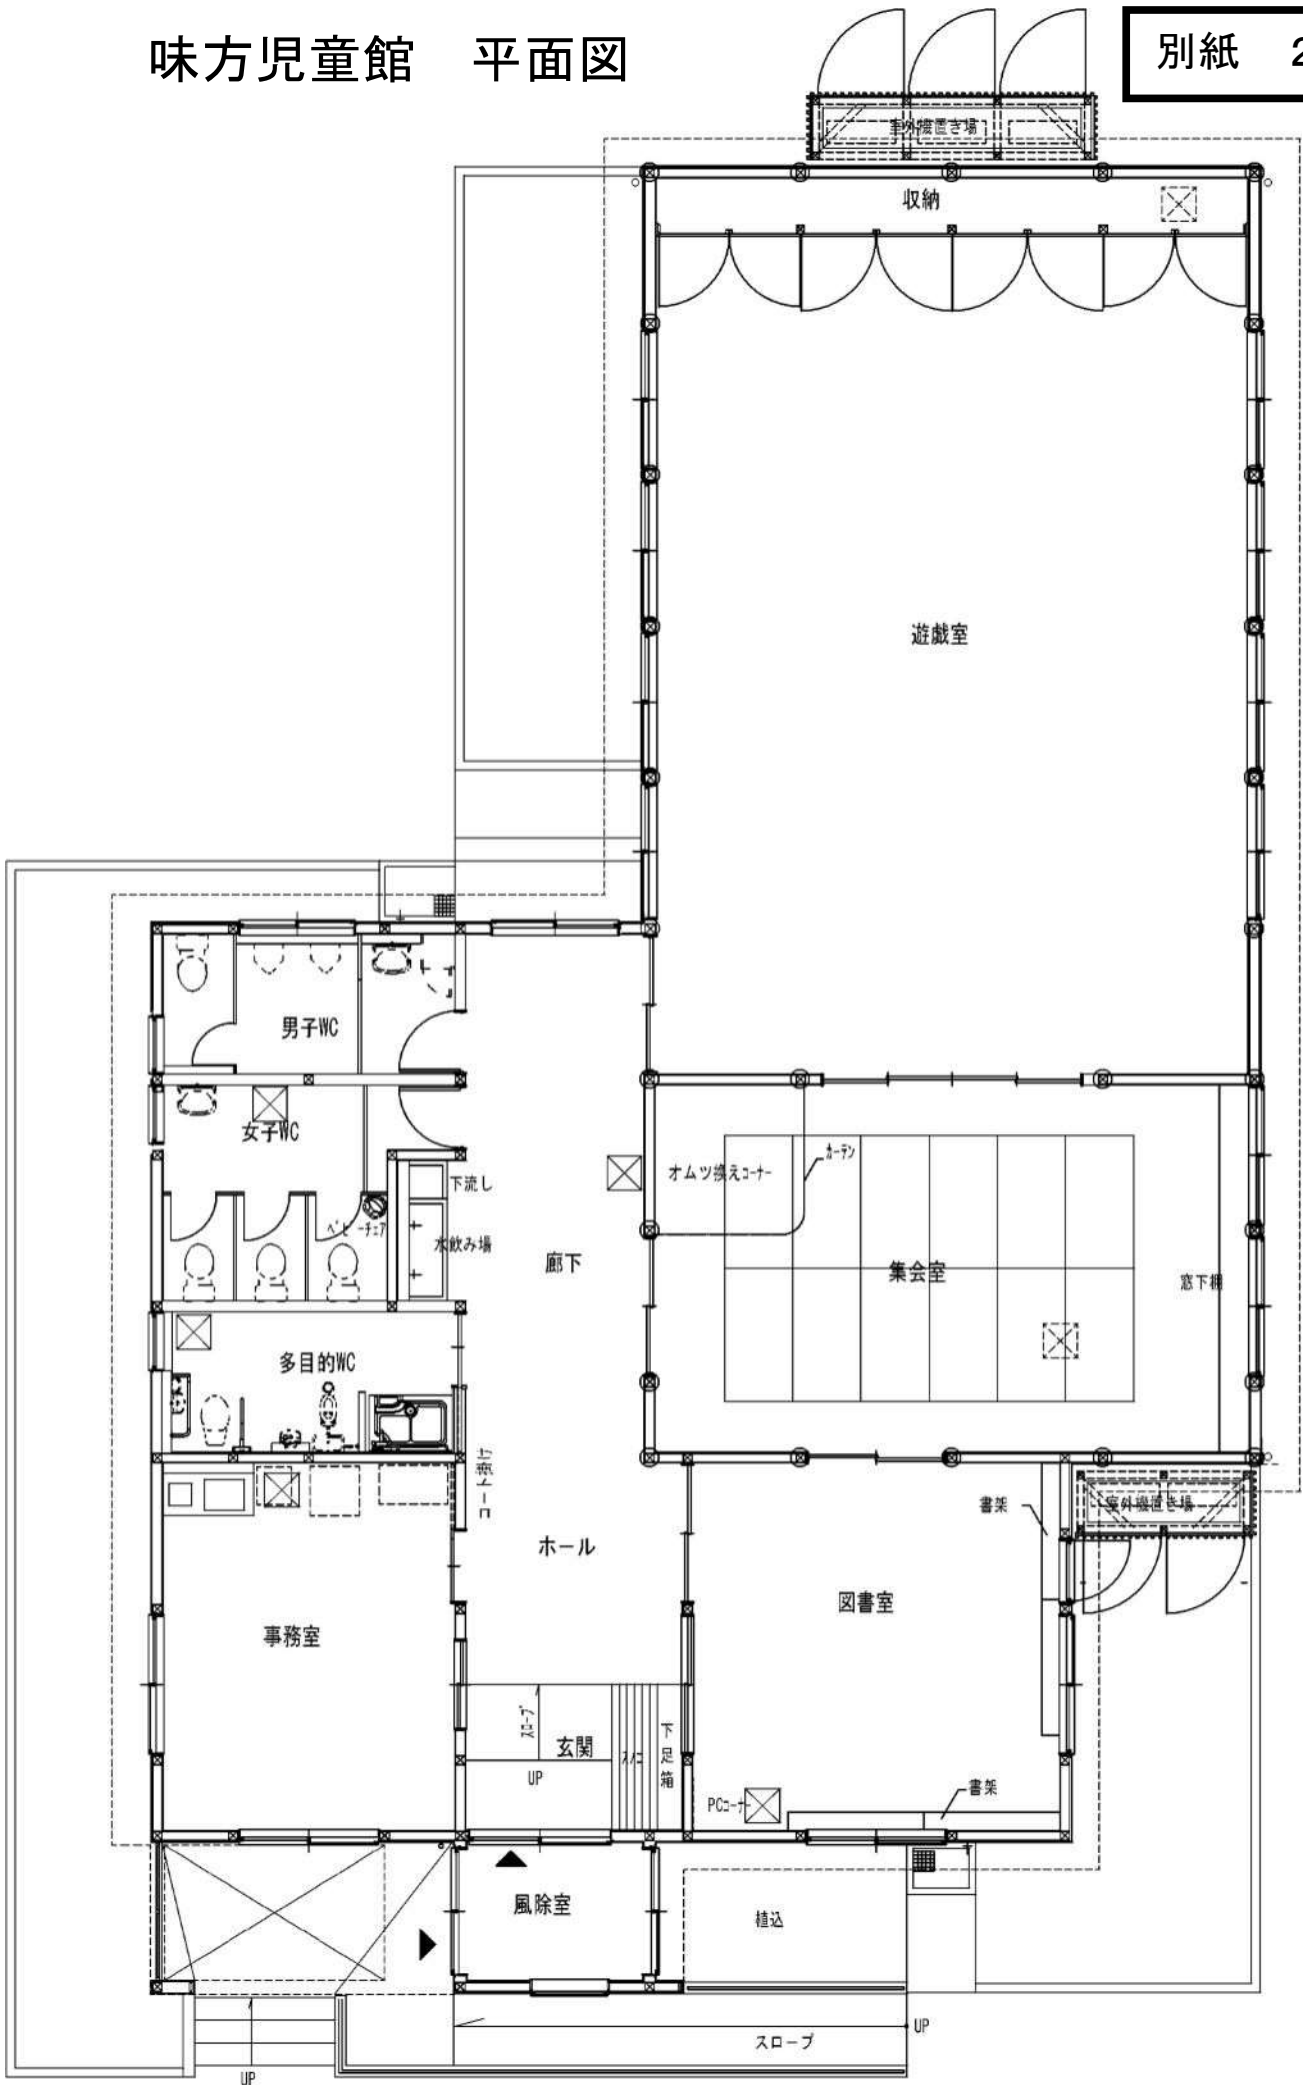 味方児童館　平面図
別紙　2
室外機置き場
収納
遊戯室
男子WC
女子WC
下流し
ベビーチェア
水飲み場
廊下
オムツ換えコーナー
カーテン
集会室
窓下棚
多目的WC
ホール
書架
室外機置き場
図書室
事務室
スロープ
玄関
UP
スノコ
下足箱
PCコーナー
書架
風除室
植込
スロープ
UP
UP